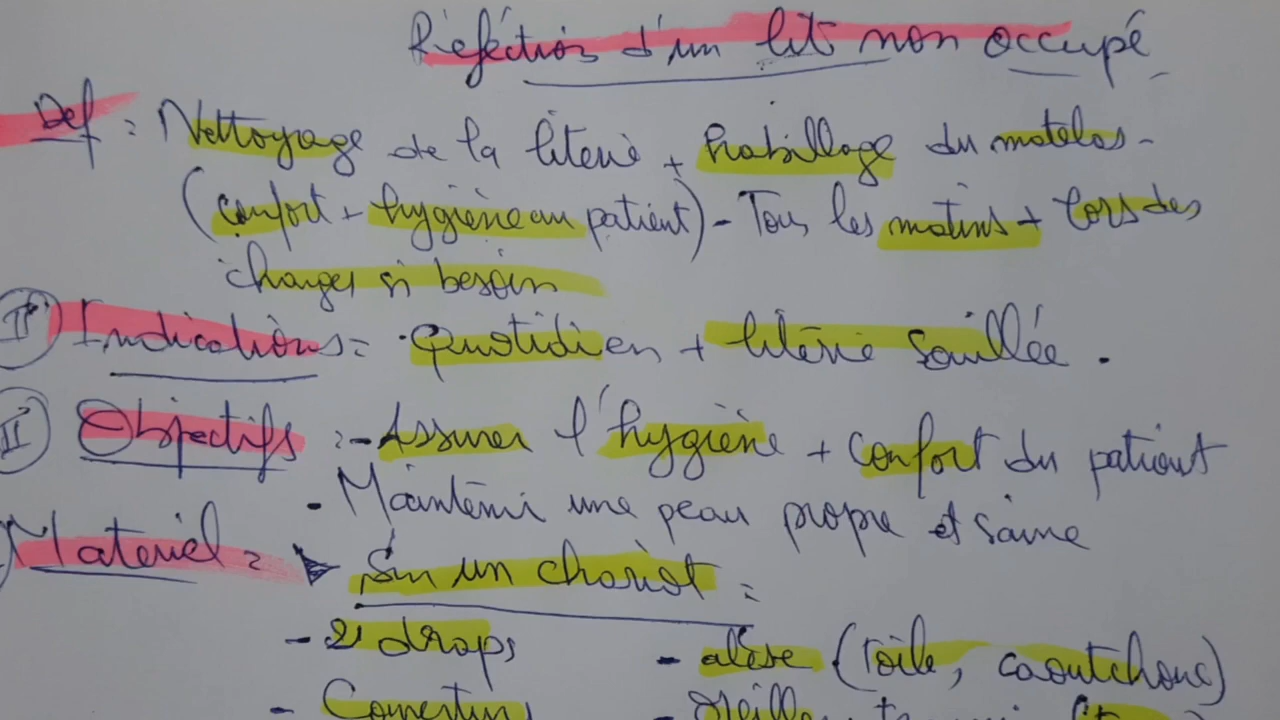 Réfection d'un lit non occupé
Def : Nettoyage de la literie + habillage du matelas -
(confort + hygiène au patient) - Tous les matins + lors des
changes si besoin
I Indications = . Quotidien + literie souillée .
II Objectifs : - Assurer l'hygiène + confort du patient
- Maintenir une peau propre et saine
Materiel = ► Sur un chariot =
- 2 draps - alèse (toile, caoutchouc)
- Couverture -